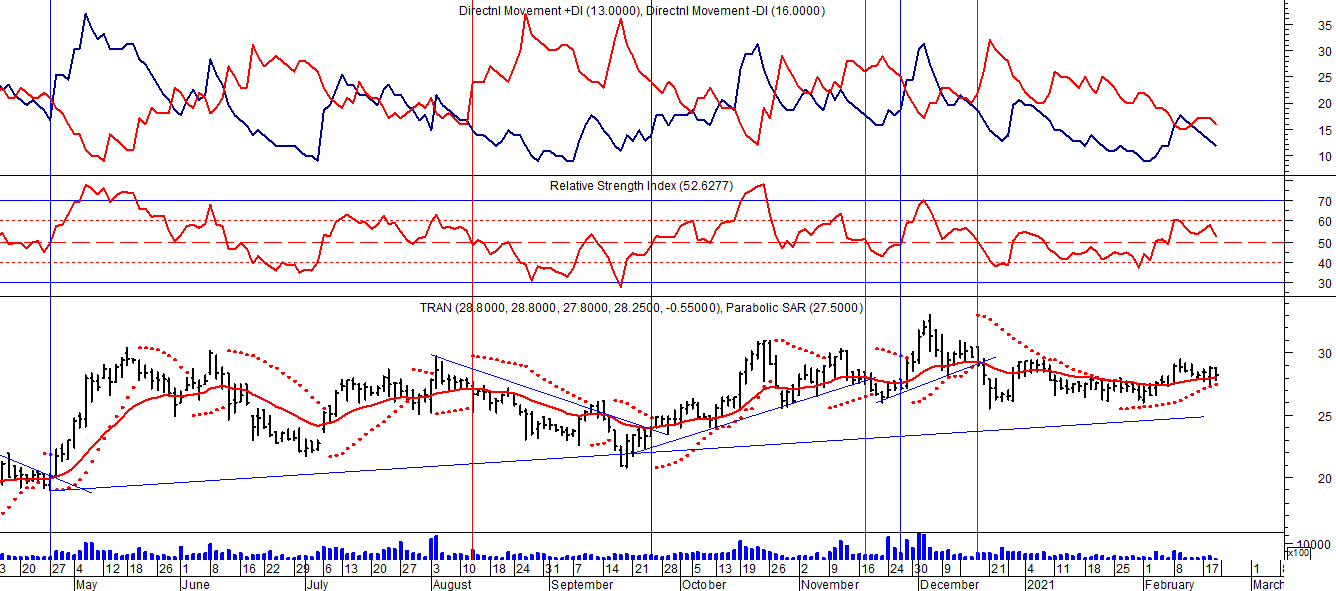 Directnl Movement +DI (13.0000), Directnl Movement -DI (16.0000)
35
30
25
20
15
10
Relative Strength Index (52.6277)
70
60
50
40
30
TRAN (28.8000, 28.8000, 27.8000, 28.2500, -0.55000), Parabolic SAR (27.5000)
30
25
20
10000
x100
3 20 27 4 12 18 26 1 8 16 22 29 6 13 20 27 3 10 18 24 31 7 14 21 28 5 13 19 26 2 9 16 24 30 9 21 4 11 18 25 1 8 17 1
May June July August September October November December 2021 February March